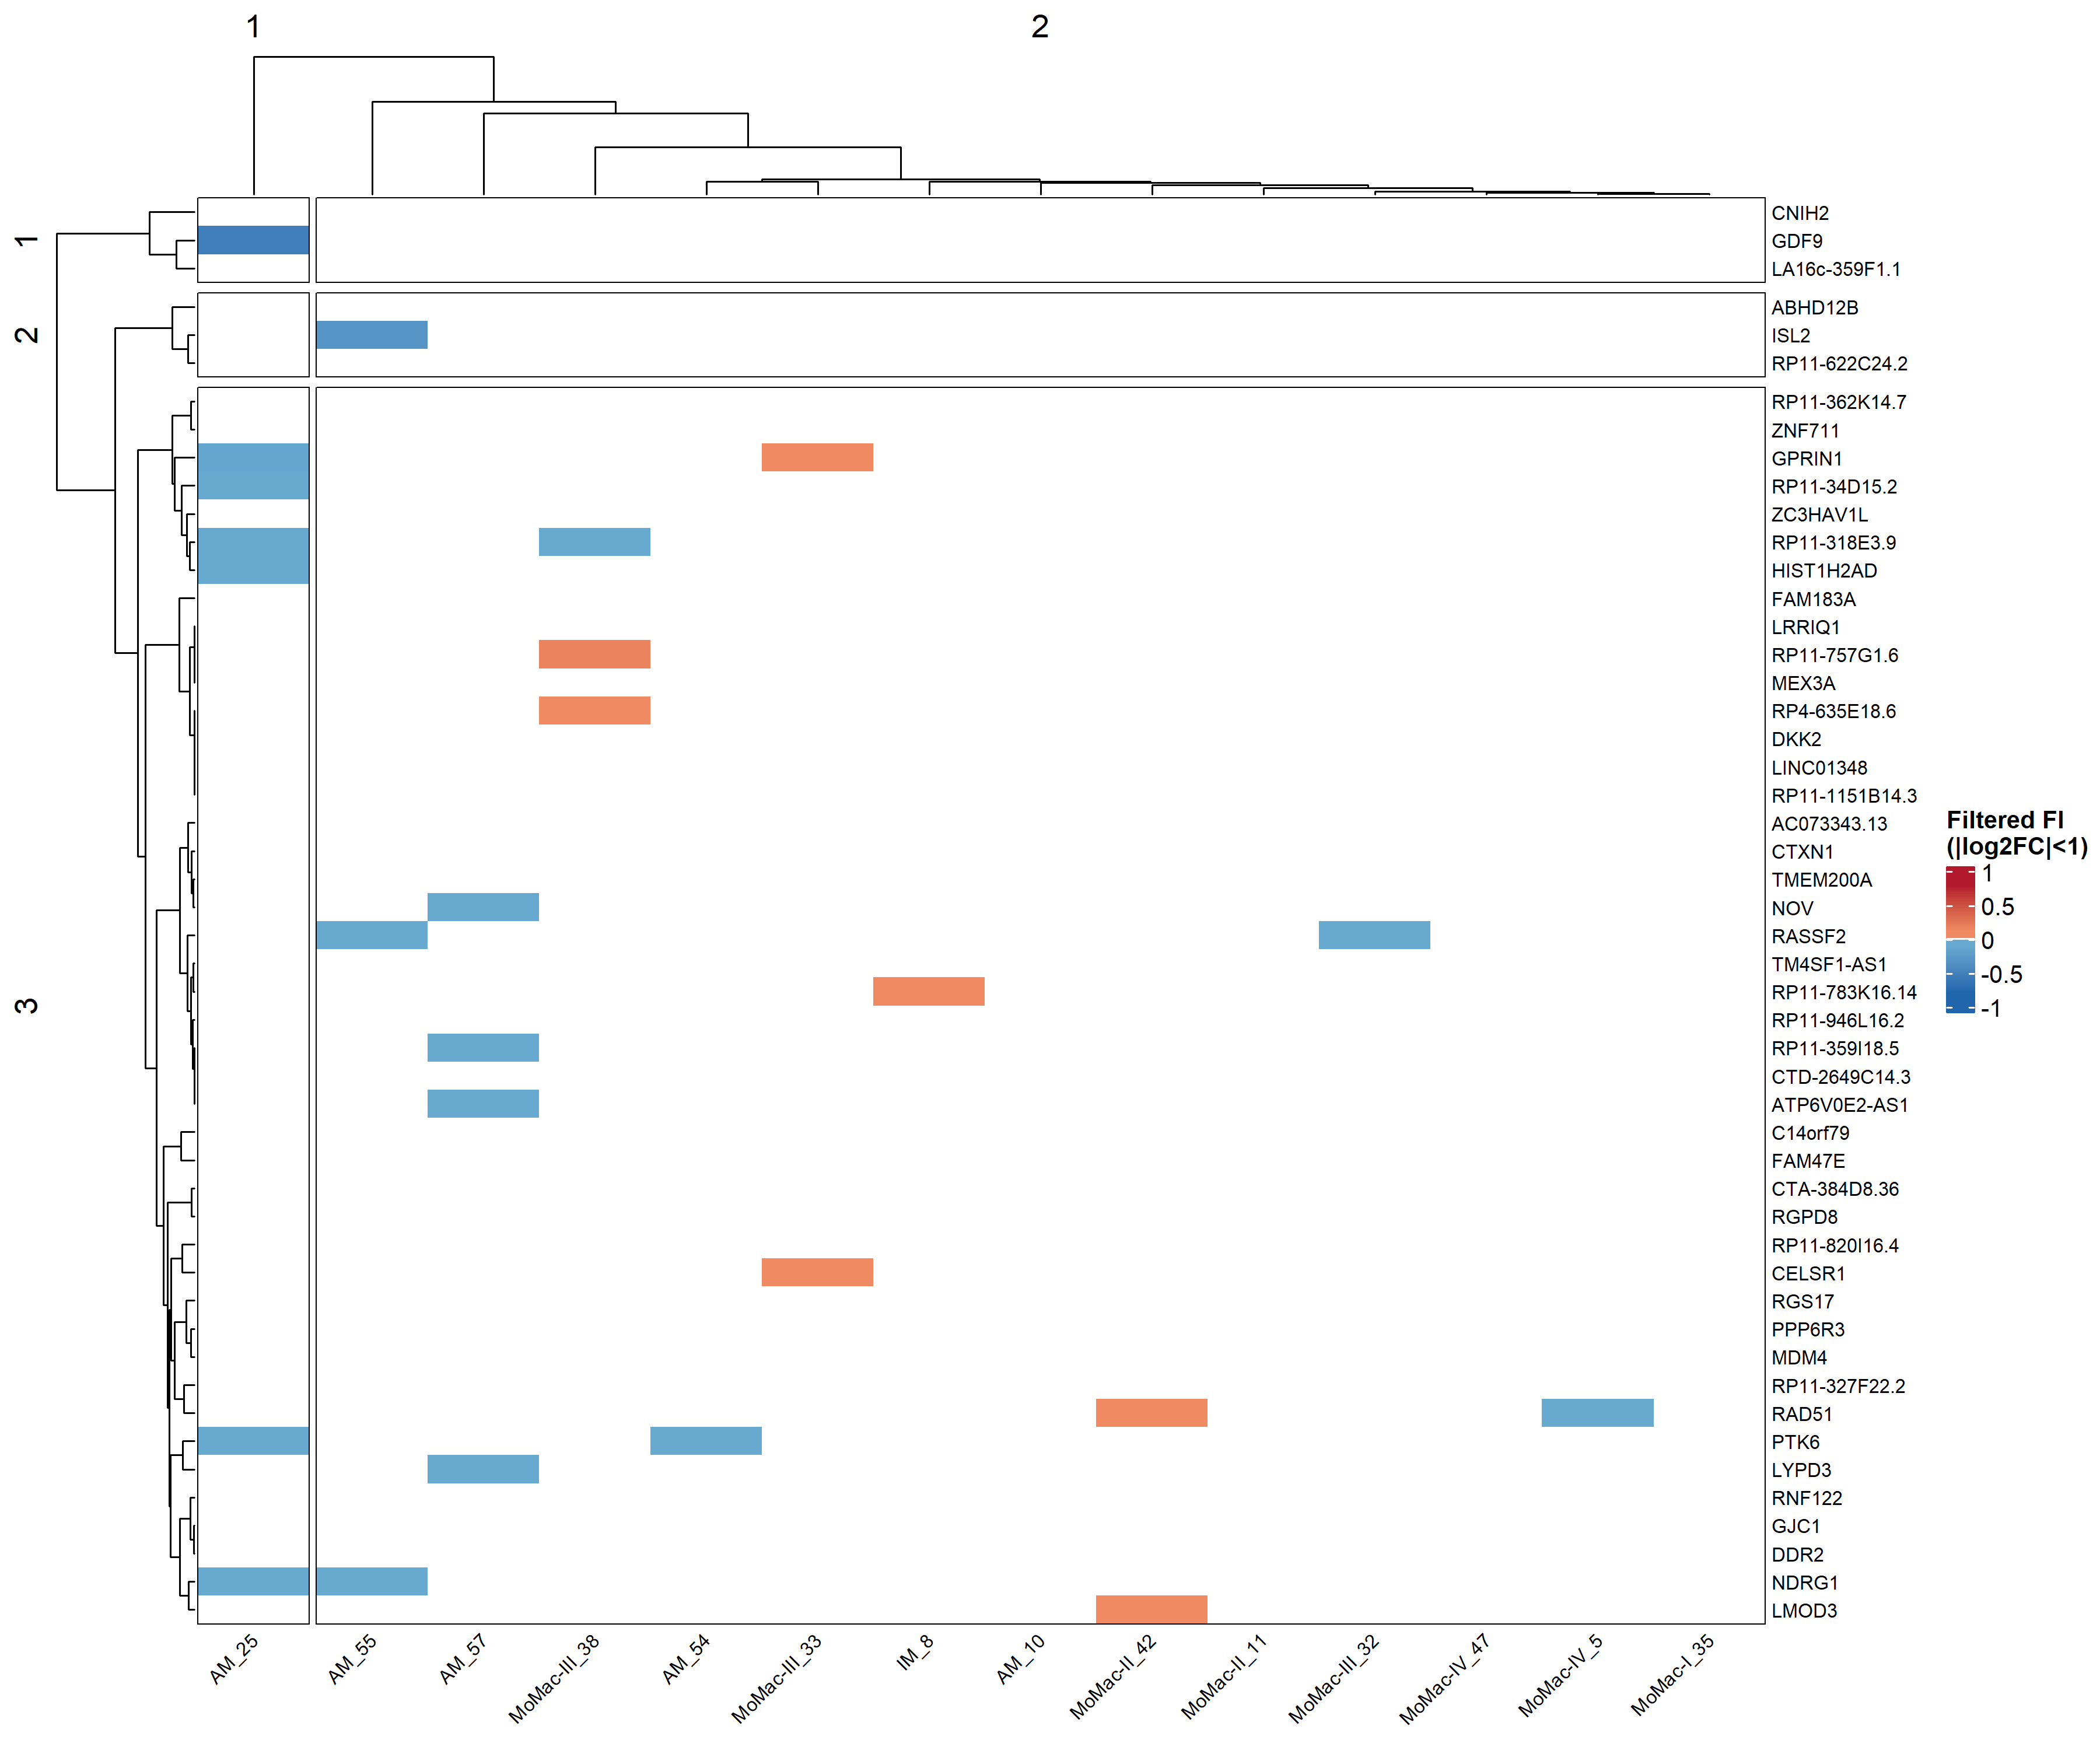 1
2
1
2
3
CNIH2
GDF9
LA16c-359F1.1
ABHD12B
ISL2
RP11-622C24.2
RP11-362K14.7
ZNF711
GPRIN1
RP11-34D15.2
ZC3HAV1L
RP11-318E3.9
HIST1H2AD
FAM183A
LRRIQ1
RP11-757G1.6
MEX3A
RP4-635E18.6
DKK2
LINC01348
RP11-1151B14.3
AC073343.13
CTXN1
TMEM200A
NOV
RASSF2
TM4SF1-AS1
RP11-783K16.14
RP11-946L16.2
RP11-359I18.5
CTD-2649C14.3
ATP6V0E2-AS1
C14orf79
FAM47E
CTA-384D8.36
RGPD8
RP11-820I16.4
CELSR1
RGS17
PPP6R3
MDM4
RP11-327F22.2
RAD51
PTK6
LYPD3
RNF122
GJC1
DDR2
NDRG1
LMOD3
Filtered FI
(|log2FC|<1)
1
0.5
0
-0.5
-1
AM_25
AM_55
AM_57
MoMac-III_38
AM_54
MoMac-III_33
IM_8
AM_10
MoMac-II_42
MoMac-II_11
MoMac-III_32
MoMac-IV_47
MoMac-IV_5
MoMac-I_35